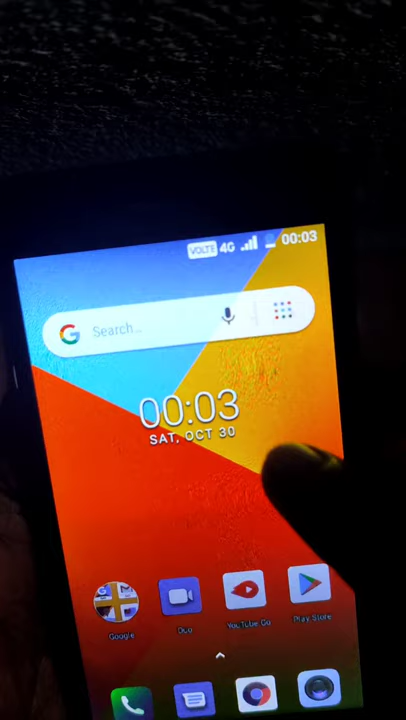 VOLTE 4G 00:03
Search...
00:03
SAT, OCT 30
Google Duo YouTube Go Play Store